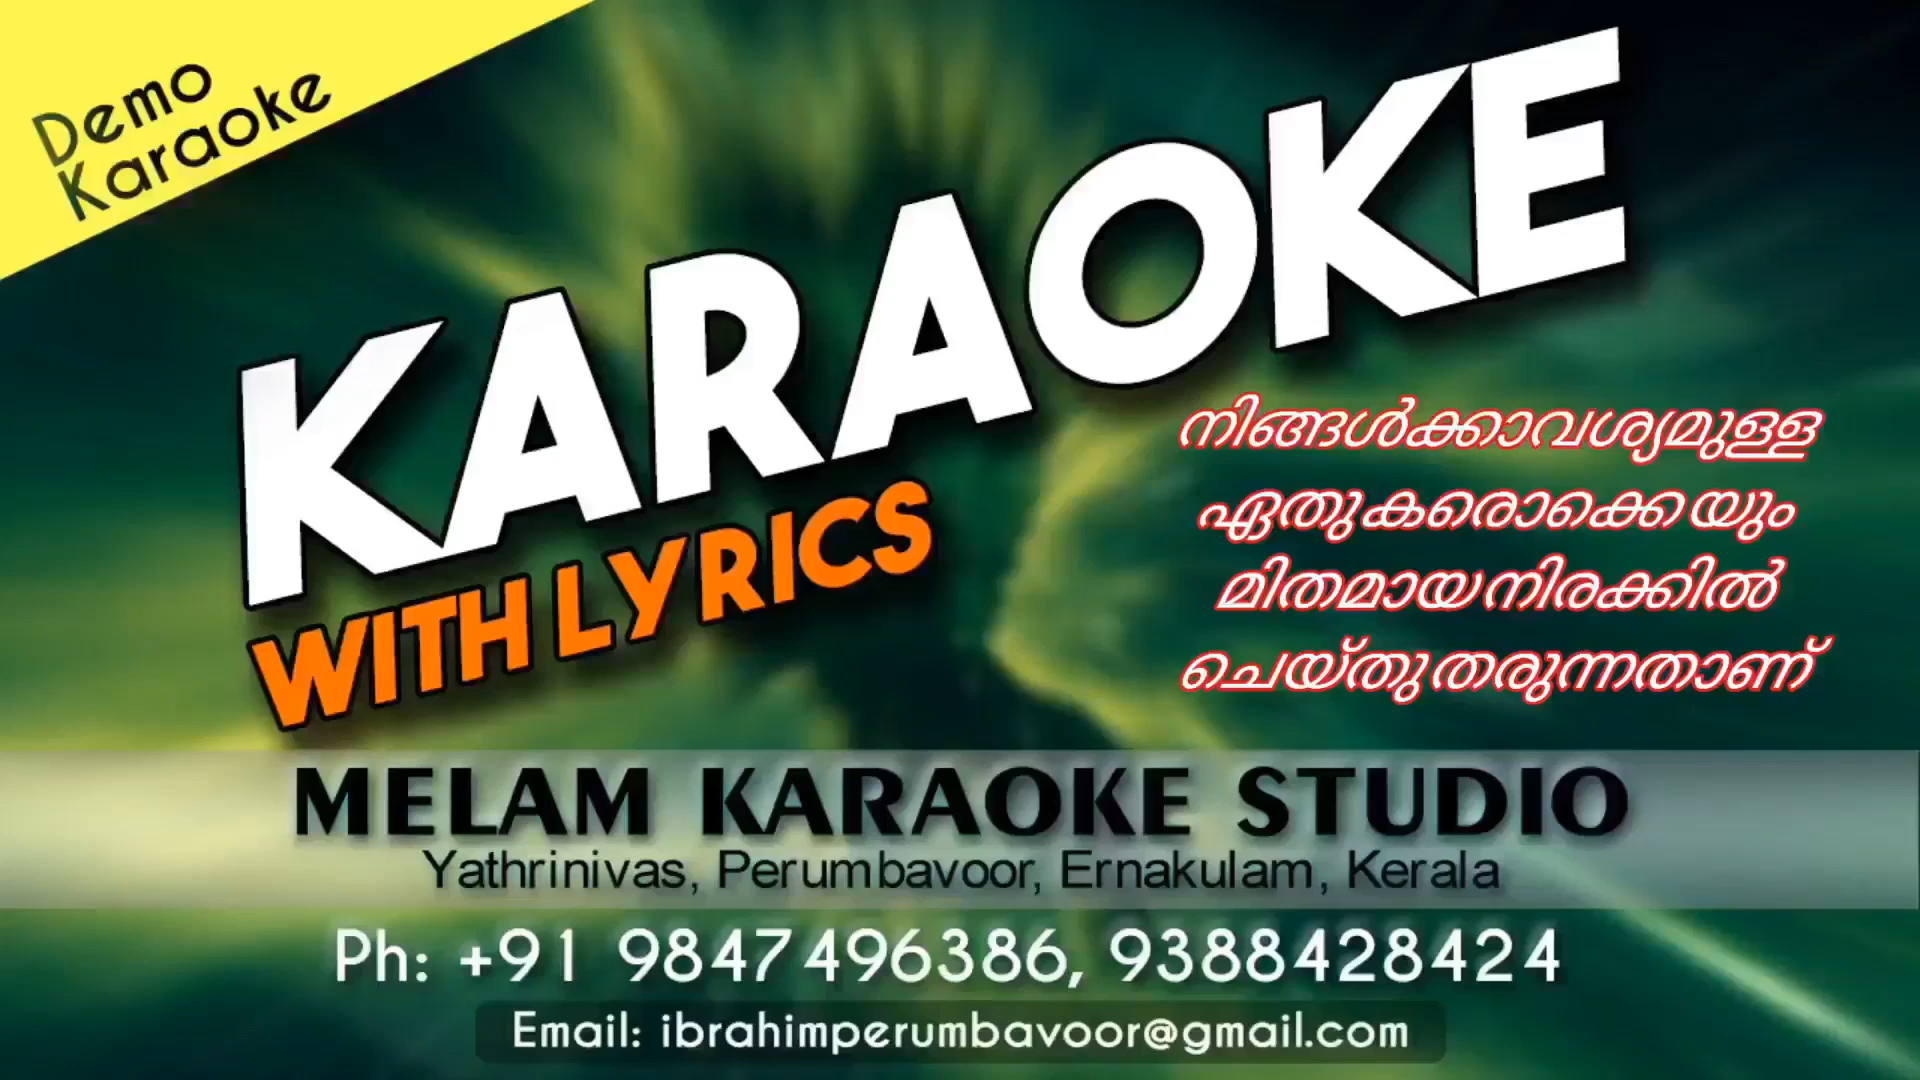 Demo
Karaoke
KARAOKE
WITH LYRICS
നിങ്ങൾക്കാവശ്യമുള്ള
ഏതു കരൊക്കെയും
മിതമായ നിരക്കിൽ
ചെയ്തു തരുന്നതാണ്
MELAM KARAOKE STUDIO
Yathrinivas, Perumbavoor, Ernakulam, Kerala
Ph: +91 9847496386, 9388428424
Email: ibrahimperumbavoor@gmail.com